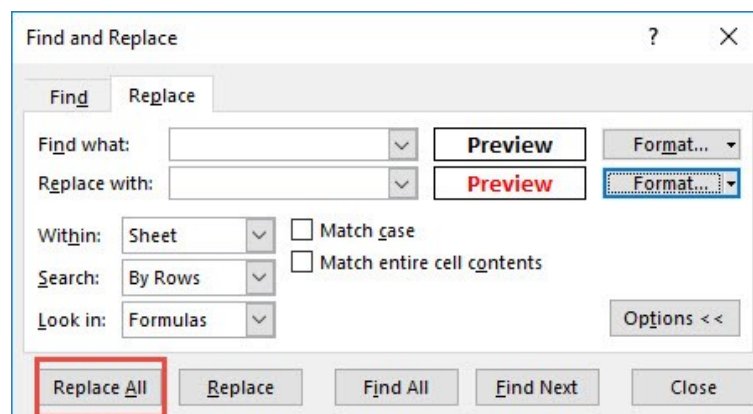 Find and Replace ? X
Find Replace
Find what: Preview Format...
Replace with: Preview Format...
Within: Sheet Match case
Match entire cell contents
Search: By Rows
Look in: Formulas Options <<
Replace All Replace Find All Find Next Close